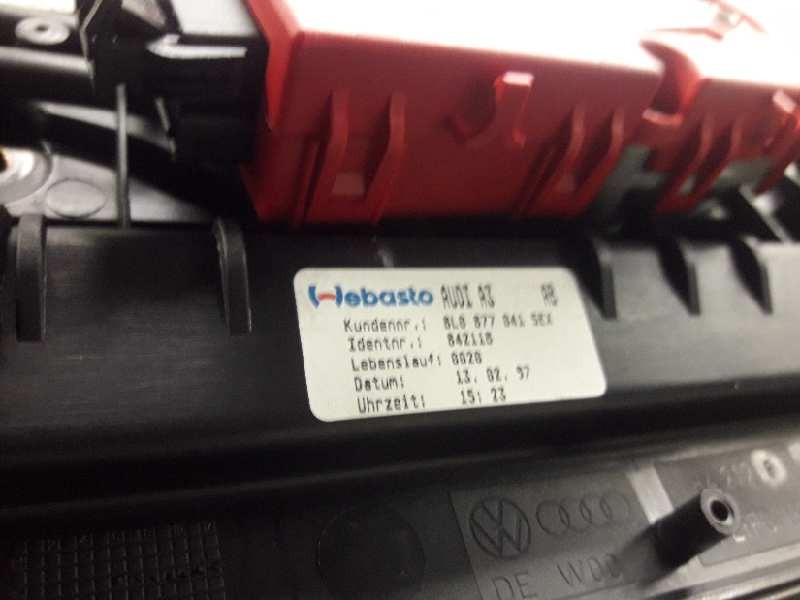 Webasto AUDI A3 AB
Kundennr.: 8L0 877 041 5EX
Identnr.: 842118
Lebenslauf: 0020
Datum: 13. 02. 97
Uhrzeit: 15: 23
DE WDD